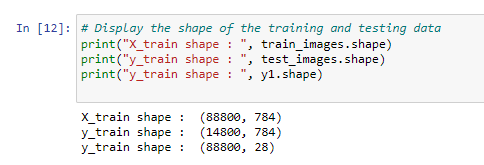 In [12]: # Display the shape of the training and testing data
print("X_train shape : ", train_images.shape)
print("y_train shape : ", test_images.shape)
print("y_train shape : ", y1.shape)
X_train shape :  (88800, 784)
y_train shape :  (14800, 784)
y_train shape :  (88800, 28)